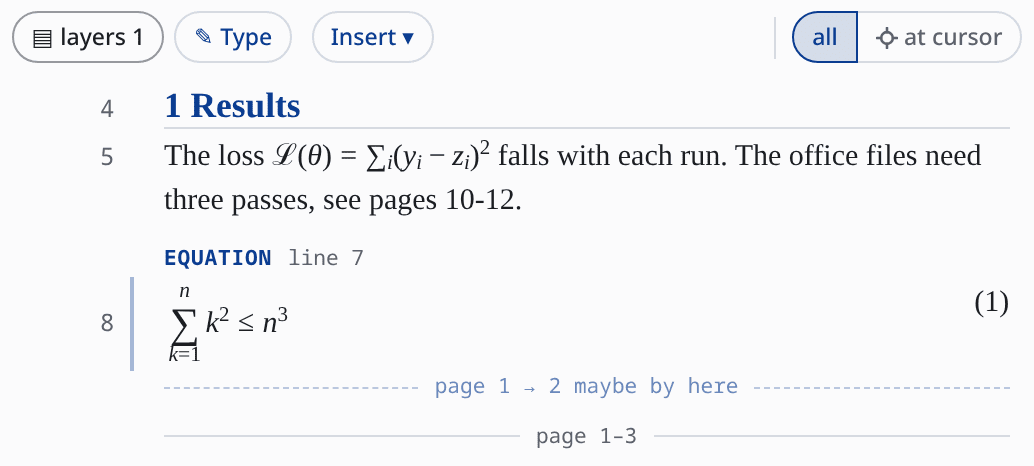 ▤ layers 1 ✎ Type Insert ▾ all ⌖ at cursor
4 1 Results
5 The loss ℒ(θ) = ∑ᵢ(yᵢ − zᵢ)² falls with each run. The office files need
three passes, see pages 10-12.
EQUATION line 7
n
8 ∑ k² ≤ n³ (1)
k=1
page 1 → 2 maybe by here
page 1–3